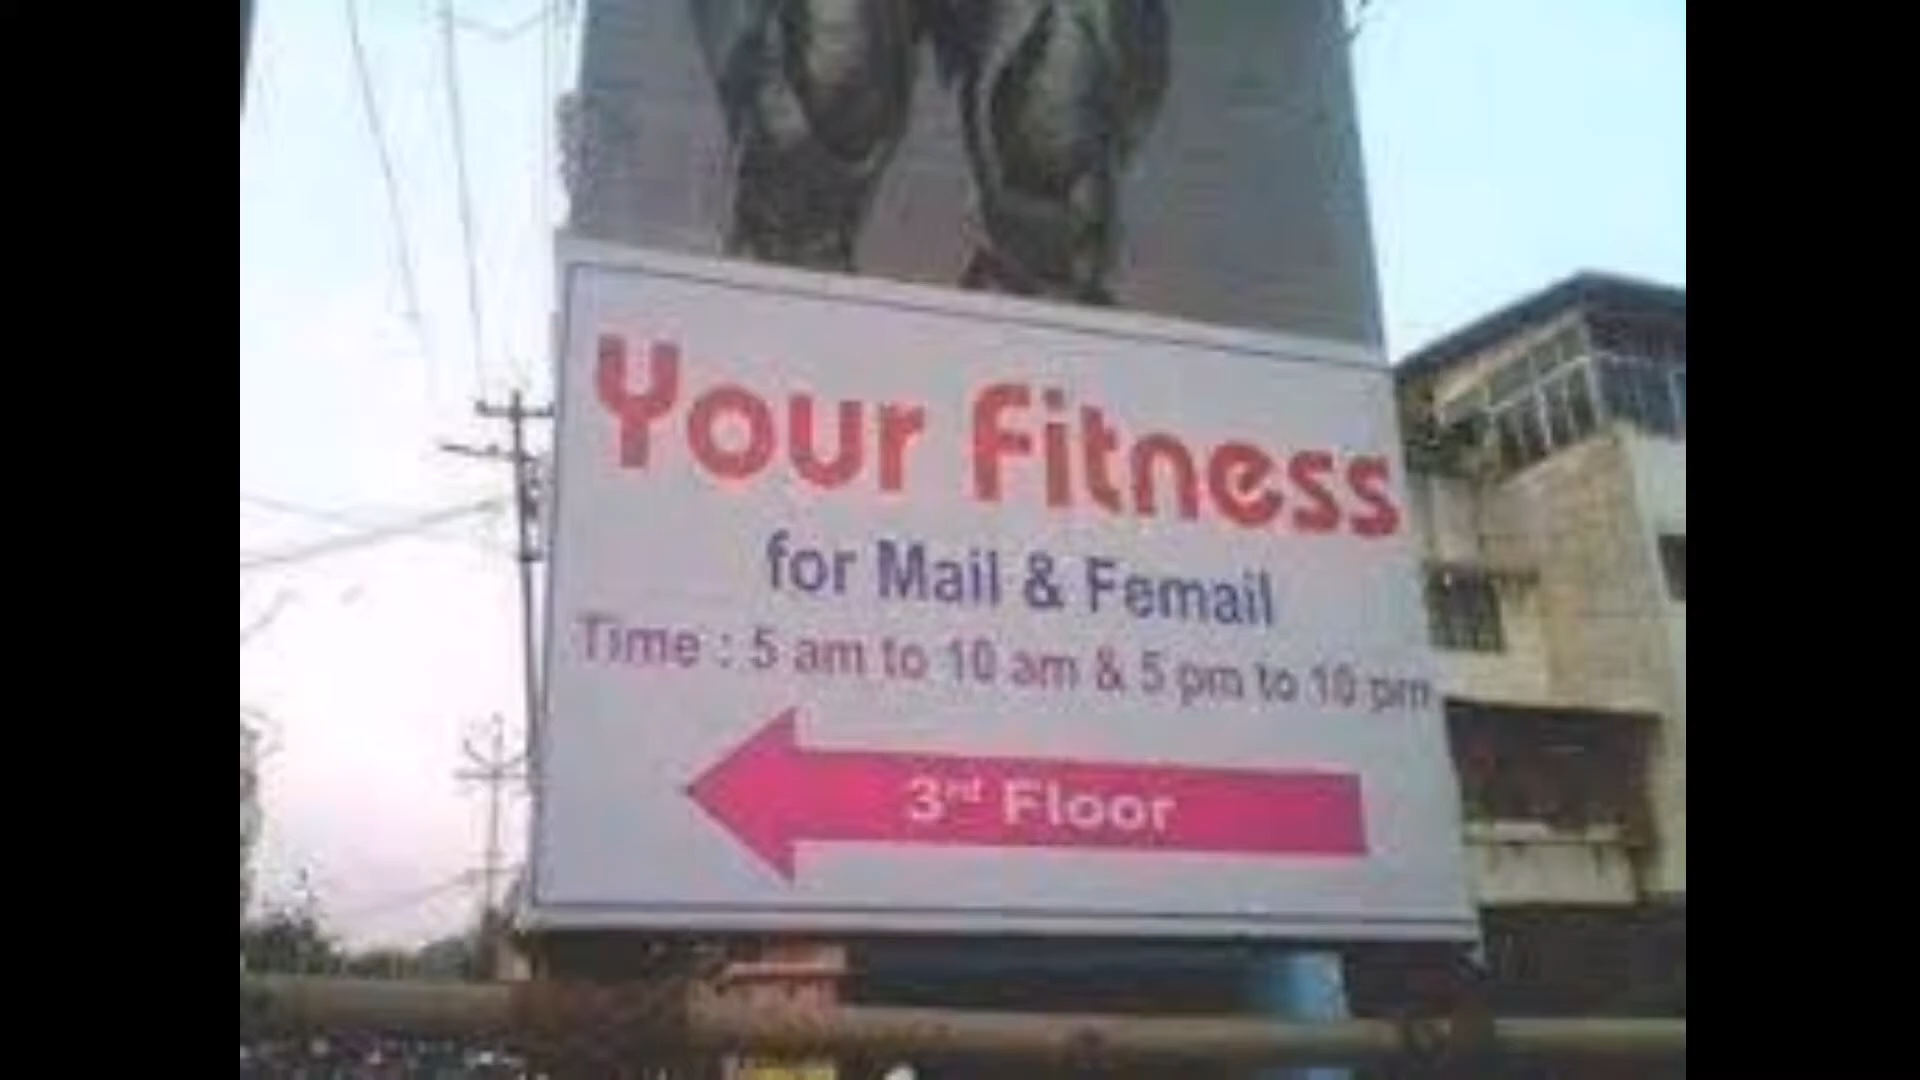 Your Fitness
for Mail & Femail
Time : 5 am to 10 am & 5 pm to 10 pm
3rd Floor